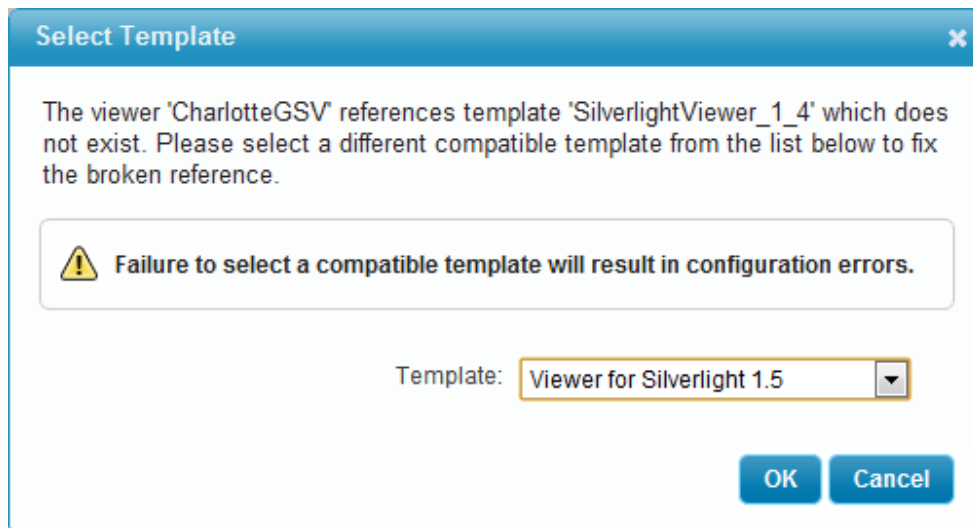 Select Template
The viewer 'CharlotteGSV' references template 'SilverlightViewer_1_4' which does
not exist. Please select a different compatible template from the list below to fix
the broken reference.
Failure to select a compatible template will result in configuration errors.
Template: Viewer for Silverlight 1.5
OK Cancel